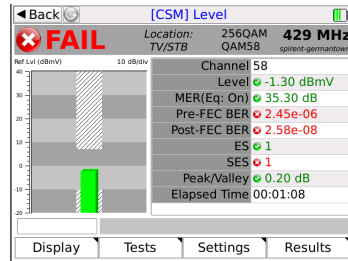 ◄ Back [CSM] Level
FAIL Location: 256QAM 429 MHz
TV/STB QAM58 spirent-germantown
Ref Lvl (dBmV) 10 dB/div
40
30
20
10
0
-10
-20
Channel 58
Level -1.30 dBmV
MER(Eq: On) 35.30 dB
Pre-FEC BER 2.45e-06
Post-FEC BER 2.58e-08
ES 1
SES 1
Peak/Valley 0.20 dB
Elapsed Time 00:01:08
Display Tests Settings Results